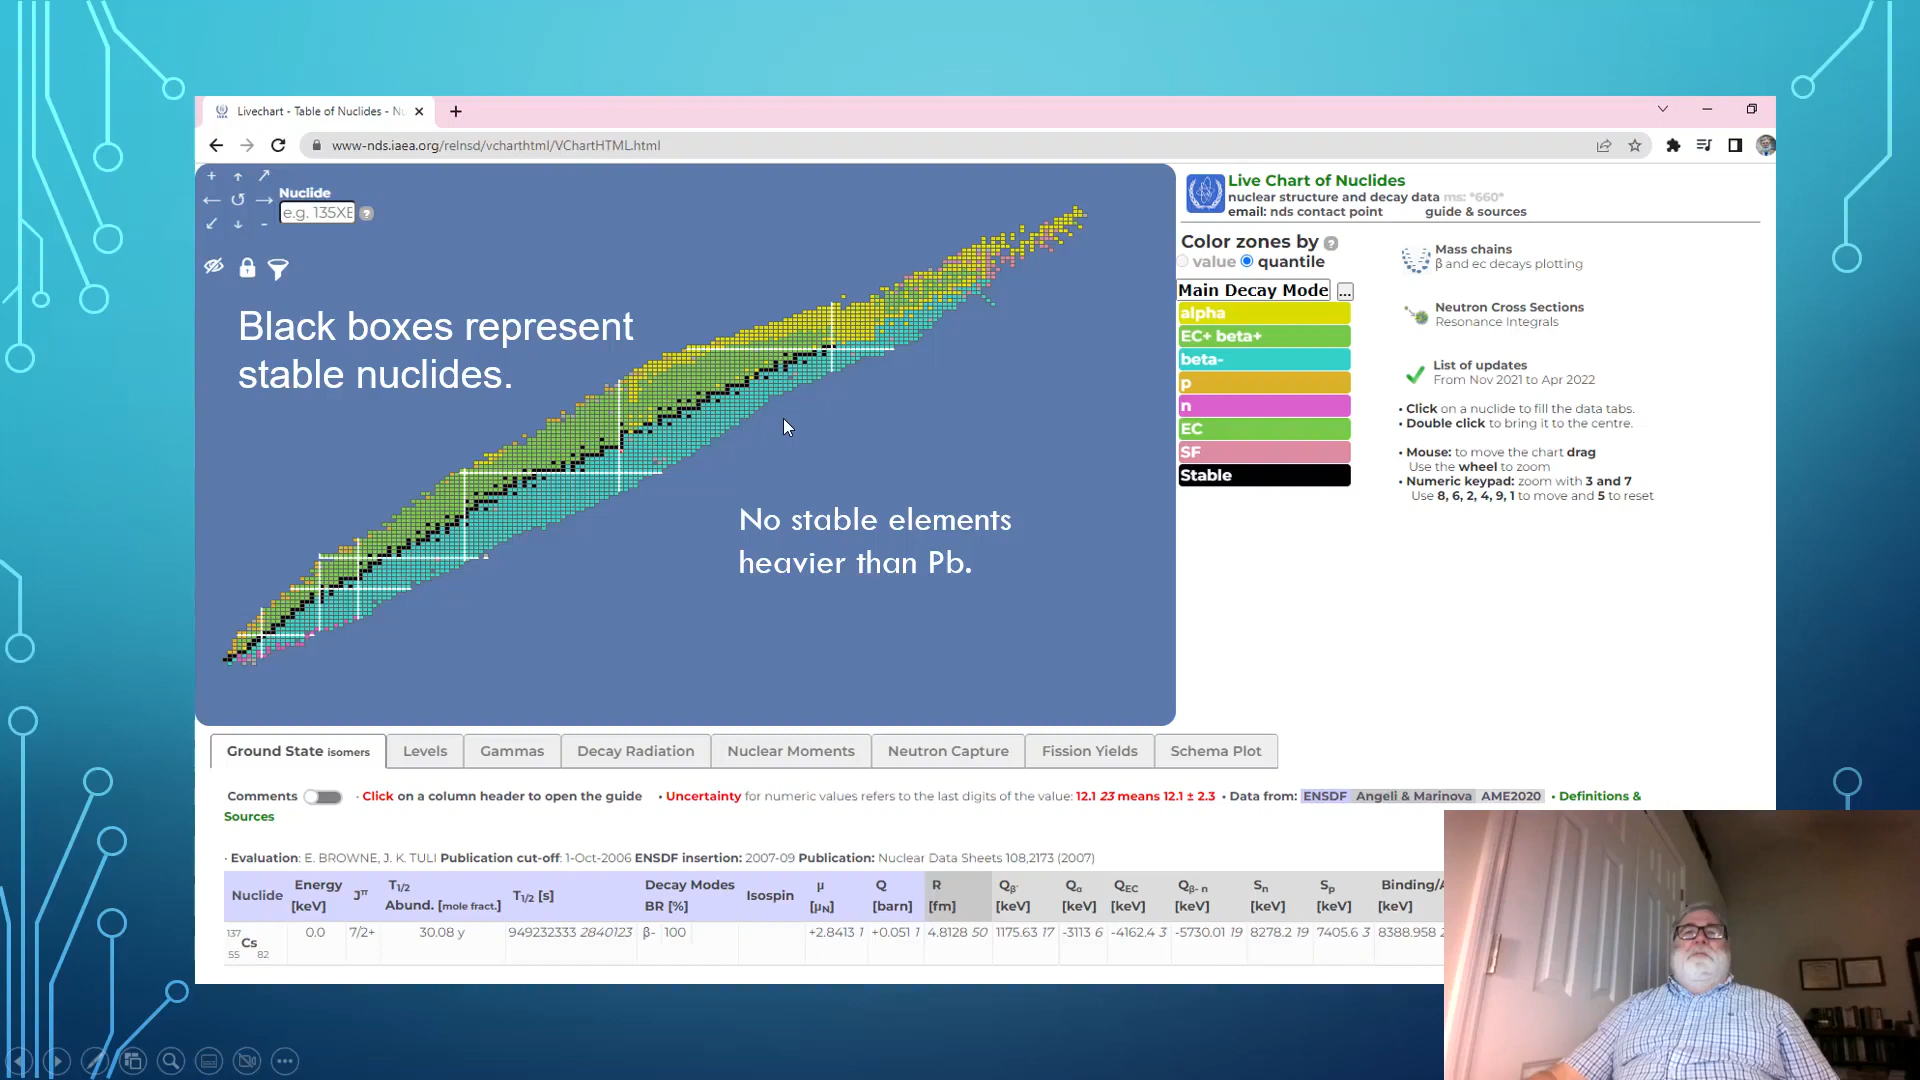 Livechart - Table of Nuclides - Nu
www-nds.iaea.org/relnsd/vcharthtml/VChartHTML.html
Nuclide
e.g. 135XE
Black boxes represent
stable nuclides.
No stable elements
heavier than Pb.
Live Chart of Nuclides
nuclear structure and decay data ms: *660*
email: nds contact point guide & sources
Color zones by ?
value quantile
Main Decay Mode ...
alpha
EC+ beta+
beta-
p
n
EC
SF
Stable
Mass chains
β and ec decays plotting
Neutron Cross Sections
Resonance Integrals
List of updates
From Nov 2021 to Apr 2022
• Click on a nuclide to fill the data tabs.
• Double click to bring it to the centre.
• Mouse: to move the chart drag
Use the wheel to zoom
• Numeric keypad: zoom with 3 and 7
Use 8, 6, 2, 4, 9, 1 to move and 5 to reset
Ground State isomers Levels Gammas Decay Radiation Nuclear Moments Neutron Capture Fission Yields Schema Plot
Comments · Click on a column header to open the guide • Uncertainty for numeric values refers to the last digits of the value: 12.1 23 means 12.1 ± 2.3 • Data from: ENSDF Angeli & Marinova AME2020 • Definitions &
Sources
· Evaluation: E. BROWNE, J. K. TULI Publication cut-off: 1-Oct-2006 ENSDF insertion: 2007-09 Publication: Nuclear Data Sheets 108,2173 (2007)
Nuclide Energy [keV] Jπ T1/2 Abund. [mole fract.] T1/2 [s] Decay Modes BR [%] Isospin μ [μN] Q [barn] R [fm] Qβ- [keV] Qα [keV] QEC [keV] Qβ- n [keV] Sn [keV] Sp [keV] Binding/A [keV]
137 55 Cs 82 0.0 7/2+ 30.08 y 949232333 2840123 β- 100 +2.8413 1 +0.051 1 4.8128 50 1175.63 17 -3113 6 -4162.4 3 -5730.01 19 8278.2 19 7405.6 3 8388.958 2